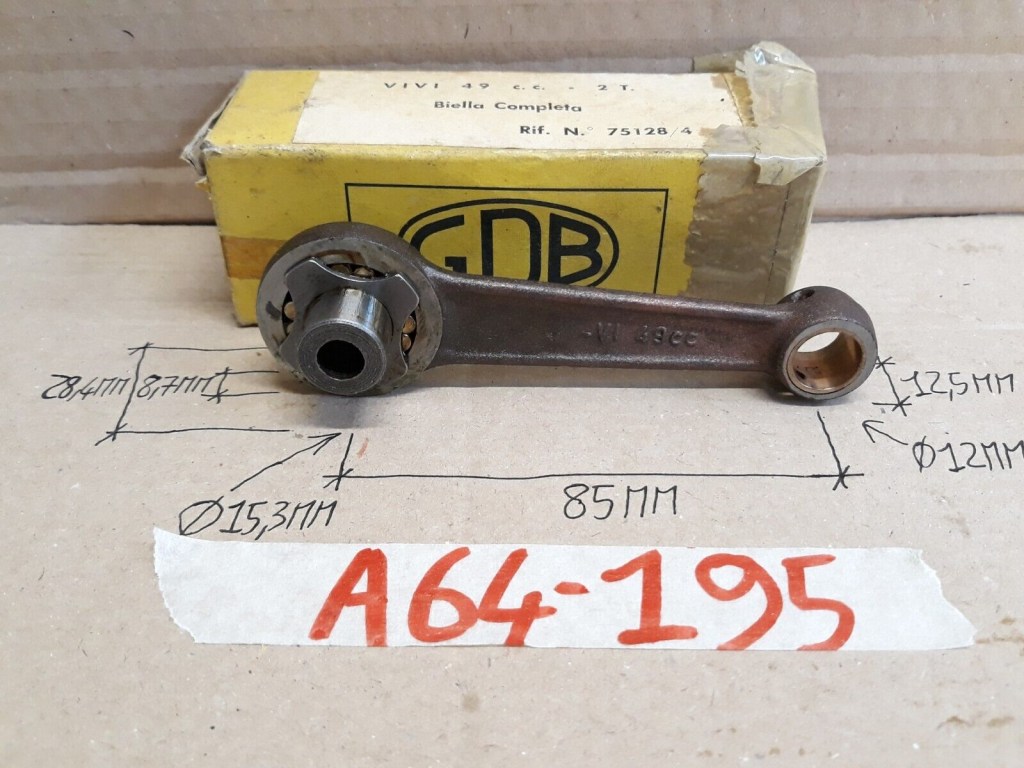 VIVI 49 c.c. - 2 T.
Biella Completa
Rif. N.° 75128/4
GDB
-VI 49cc
28,4MM
8,7MM
12,5MM
Ø12MM
Ø15,3MM
85MM
A64-195